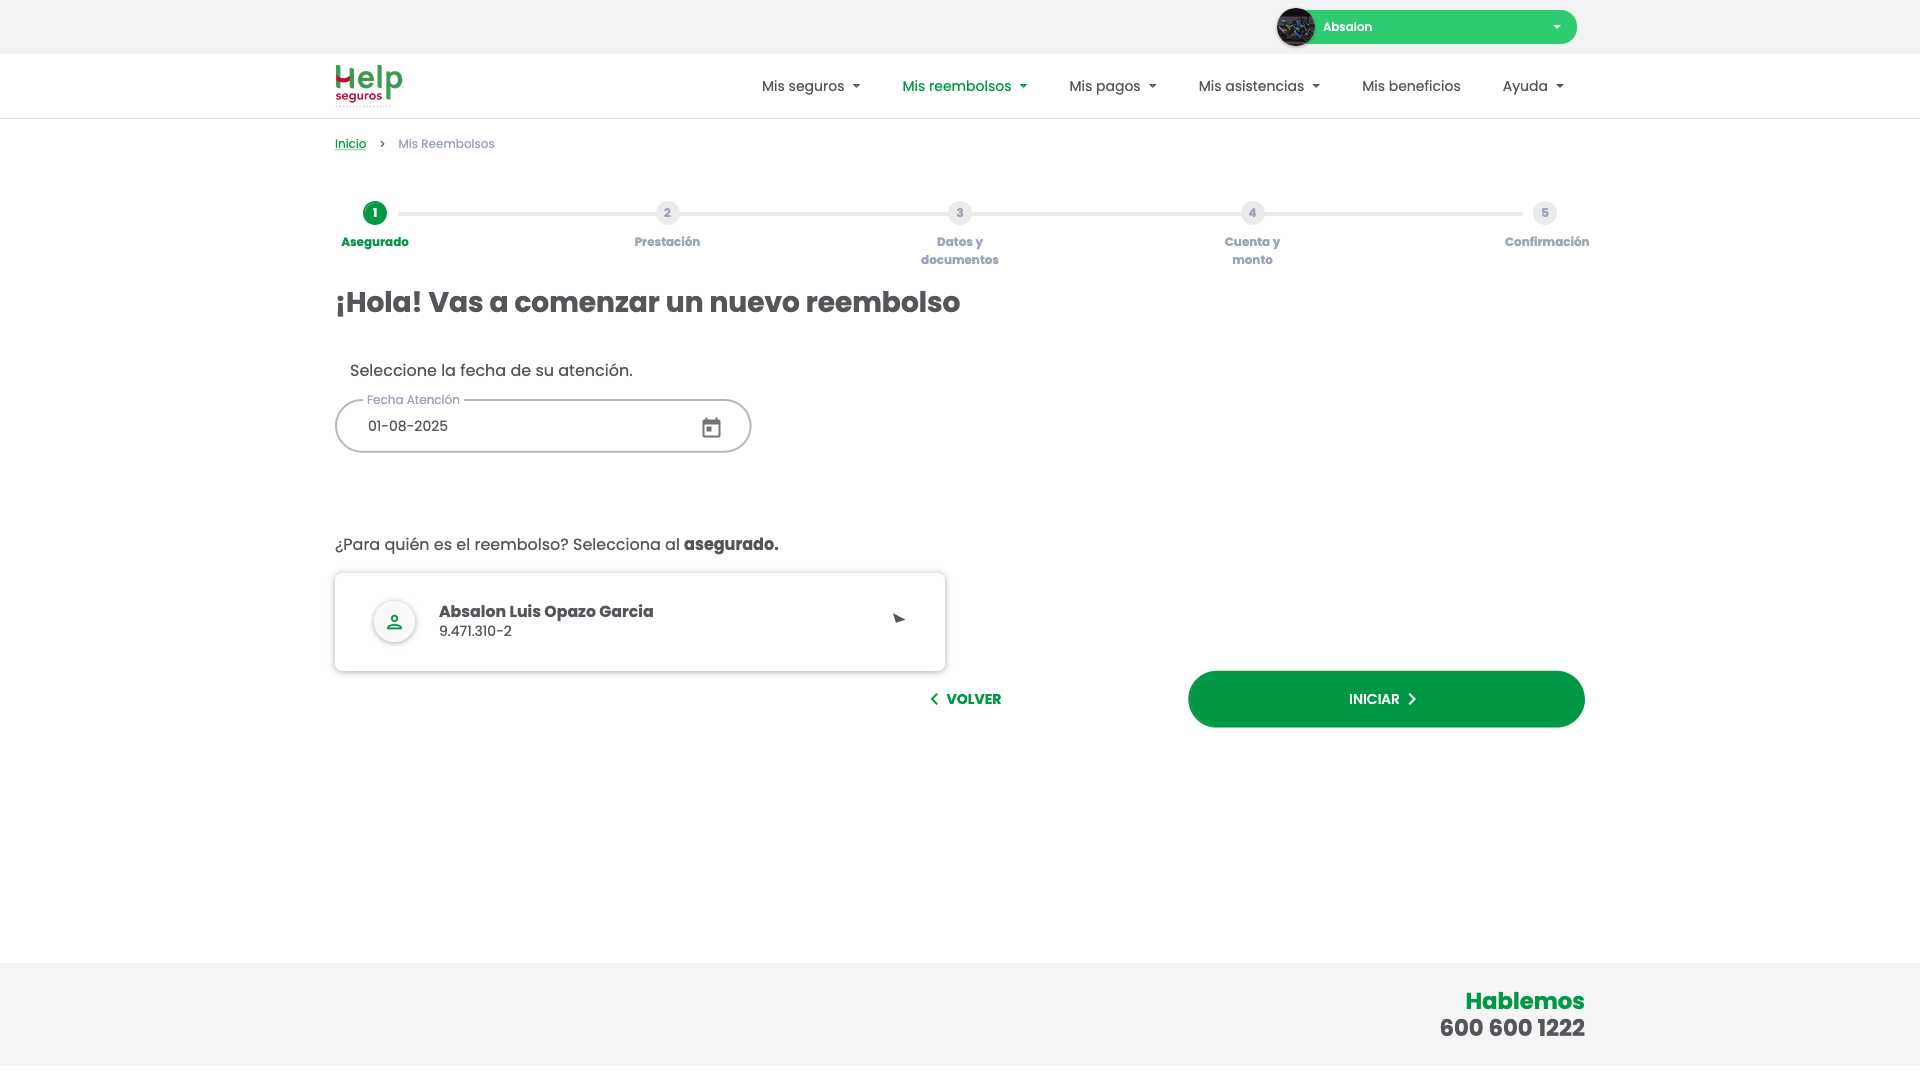 Absalon
Help
seguros
Mis seguros
Mis reembolsos
Mis pagos
Mis asistencias
Mis beneficios
Ayuda
Inicio > Mis Reembolsos
1
2
3
4
5
Asegurado
Prestación
Datos y
documentos
Cuenta y
monto
Confirmación
¡Hola! Vas a comenzar un nuevo reembolso
Seleccione la fecha de su atención.
Fecha Atención
01-08-2025
¿Para quién es el reembolso? Selecciona al asegurado.
Absalon Luis Opazo Garcia
9.471.310-2
VOLVER
INICIAR
Hablemos
600 600 1222